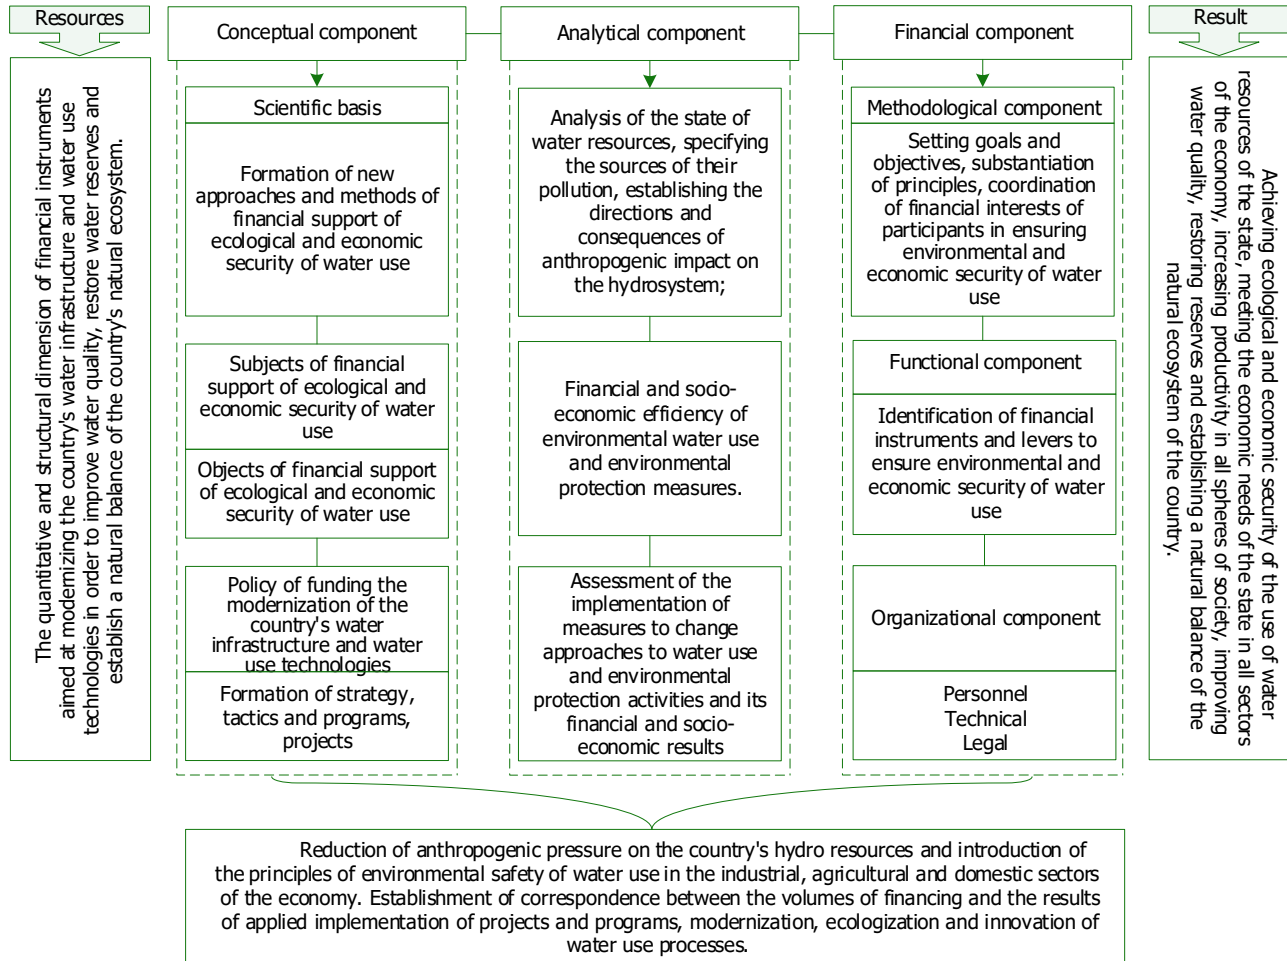 Resources
The quantitative and structural dimension of financial instruments
aimed at modernizing the country's water infrastructure and water use
technologies in order to improve water quality, restore water reserves and
establish a natural balance of the country's natural ecosystem.
Conceptual component
Scientific basis
Formation of new
approaches and methods of
financial support of
ecological and economic
security of water use
Subjects of financial
support of ecological and
economic security of water
use
Objects of financial support
of ecological and economic
security of water use
Policy of funding the
modernization of the
country's water
infrastructure and water
use technologies
Formation of strategy,
tactics and programs,
projects
Analytical component
Analysis of the state of
water resources, specifying
the sources of their
pollution, establishing the
directions and
consequences of
anthropogenic impact on
the hydrosystem;
Financial and socio-
economic efficiency of
environmental water use
and environmental
protection measures.
Assessment of the
implementation of
measures to change
approaches to water use
and environmental
protection activities and its
financial and socio-
economic results
Financial component
Methodological component
Setting goals and
objectives, substantiation
of principles, coordination
of financial interests of
participants in ensuring
environmental and
economic security of water
use
Functional component
Identification of financial
instruments and levers to
ensure environmental and
economic security of water
use
Organizational component
Personnel
Technical
Legal
Result
Achieving ecological and economic security of the use of water
resources of the state, meeting the economic needs of the state in all sectors
of the economy, increasing productivity in all spheres of society, improving
water quality, restoring reserves and establishing a natural balance of the
natural ecosystem of the country.
Reduction of anthropogenic pressure on the country's hydro resources and introduction of
the principles of environmental safety of water use in the industrial, agricultural and domestic sectors
of the economy. Establishment of correspondence between the volumes of financing and the results
of applied implementation of projects and programs, modernization, ecologization and innovation of
water use processes.